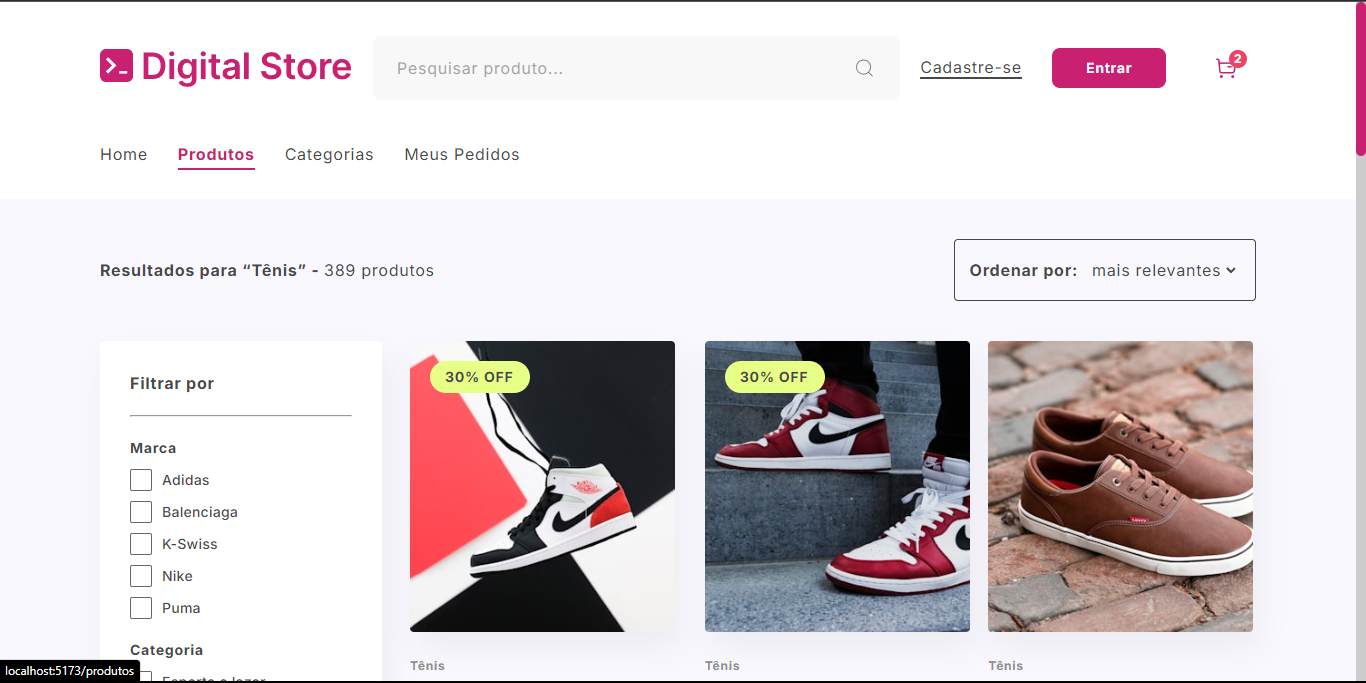 Digital Store
Pesquisar produto...
Cadastre-se
Entrar
2
Home
Produtos
Categorias
Meus Pedidos
Resultados para “Tênis” - 389 produtos
Ordenar por: mais relevantes
Filtrar por
Marca
Adidas
Balenciaga
K-Swiss
Nike
Puma
Categoria
Esporte e lazer
30% OFF
30% OFF
Tênis
Tênis
Tênis
localhost:5173/produtos